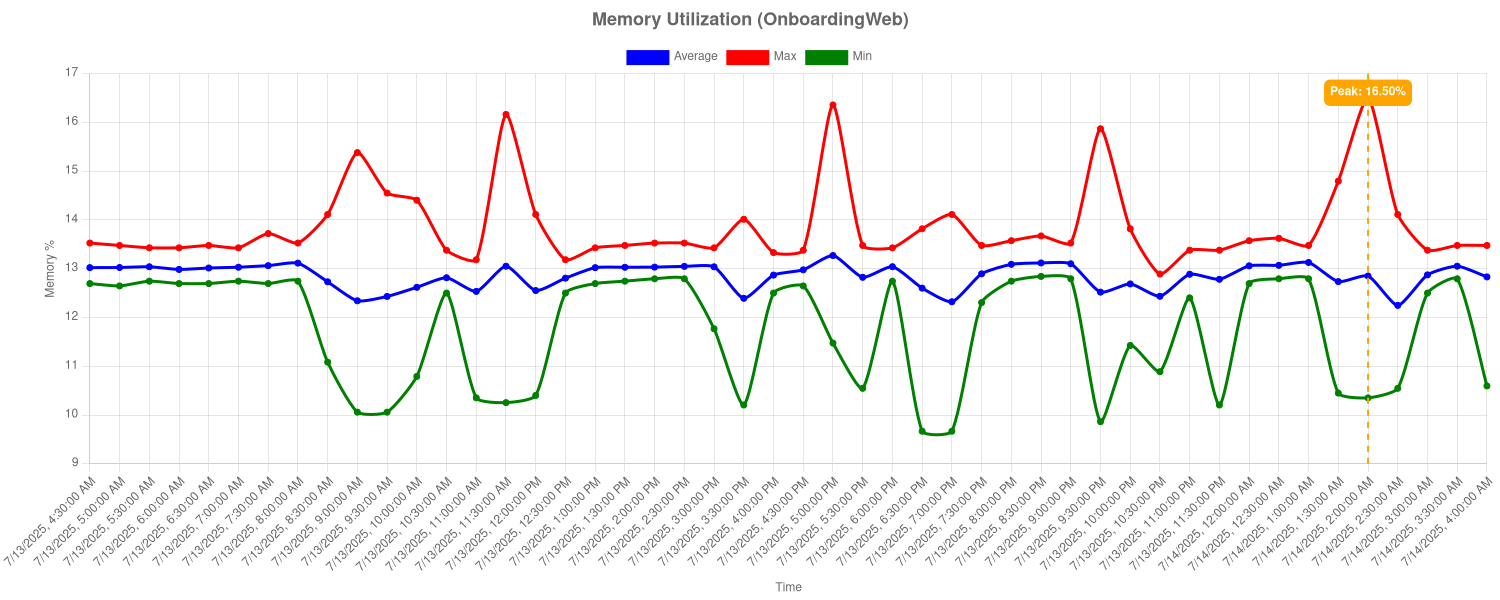 Memory Utilization (OnboardingWeb)
Average Max Min
Peak: 16.50%
17
16
15
14
13
12
11
10
9
Memory %
7/13/2025, 4:30:00 AM
7/13/2025, 5:00:00 AM
7/13/2025, 5:30:00 AM
7/13/2025, 6:00:00 AM
7/13/2025, 6:30:00 AM
7/13/2025, 7:00:00 AM
7/13/2025, 7:30:00 AM
7/13/2025, 8:00:00 AM
7/13/2025, 8:30:00 AM
7/13/2025, 9:00:00 AM
7/13/2025, 9:30:00 AM
7/13/2025, 10:00:00 AM
7/13/2025, 10:30:00 AM
7/13/2025, 11:00:00 AM
7/13/2025, 11:30:00 AM
7/13/2025, 12:00:00 PM
7/13/2025, 12:30:00 PM
7/13/2025, 1:00:00 PM
7/13/2025, 1:30:00 PM
7/13/2025, 2:00:00 PM
7/13/2025, 2:30:00 PM
7/13/2025, 3:00:00 PM
7/13/2025, 3:30:00 PM
7/13/2025, 4:00:00 PM
7/13/2025, 4:30:00 PM
7/13/2025, 5:00:00 PM
7/13/2025, 5:30:00 PM
7/13/2025, 6:00:00 PM
7/13/2025, 6:30:00 PM
7/13/2025, 7:00:00 PM
7/13/2025, 7:30:00 PM
7/13/2025, 8:00:00 PM
7/13/2025, 8:30:00 PM
7/13/2025, 9:00:00 PM
7/13/2025, 9:30:00 PM
7/13/2025, 10:00:00 PM
7/13/2025, 10:30:00 PM
7/13/2025, 11:00:00 PM
7/13/2025, 11:30:00 PM
7/14/2025, 12:00:00 AM
7/14/2025, 12:30:00 AM
7/14/2025, 1:00:00 AM
7/14/2025, 1:30:00 AM
7/14/2025, 2:00:00 AM
7/14/2025, 2:30:00 AM
7/14/2025, 3:00:00 AM
7/14/2025, 3:30:00 AM
7/14/2025, 4:00:00 AM
Time